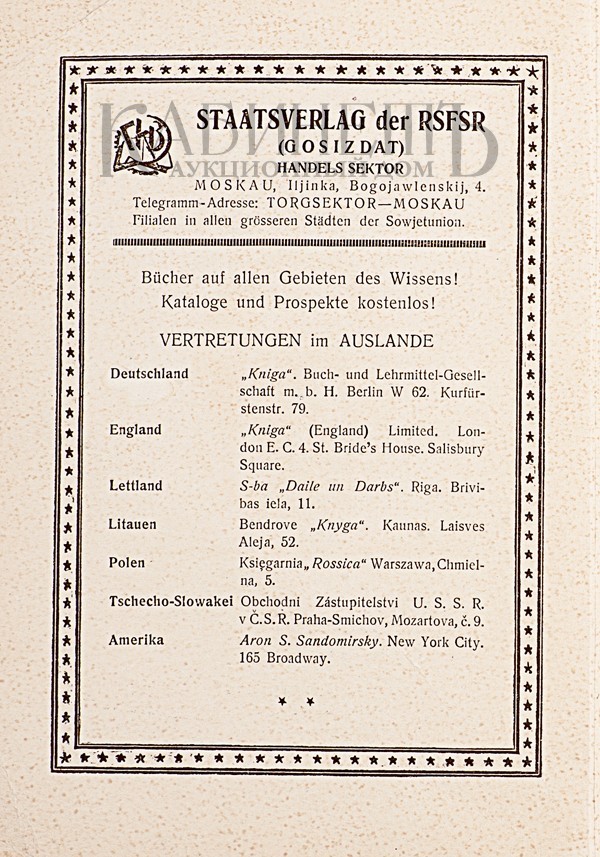 КАБИНЕТЪ
АУКЦИОННЫЙ ДОМ
STAATSVERLAG der RSFSR
(GOSIZDAT)
HANDELS SEKTOR
MOSKAU, Iljinka, Bogojawlenskij, 4.
Telegramm-Adresse: TORGSEKTOR—MOSKAU
Filialen in allen grösseren Städten der Sowjetunion.
Bücher auf allen Gebieten des Wissens!
Kataloge und Prospekte kostenlos!
VERTRETUNGEN im AUSLANDE
Deutschland „Kniga“. Buch- und Lehrmittel-Gesell-
schaft m. b. H. Berlin W 62. Kurfür-
stenstr. 79.
England „Kniga“ (England) Limited. Lon-
don E. C. 4. St. Bride's House. Salisbury
Square.
Lettland S-ba „Daile un Darbs“. Riga. Brivi-
bas iela, 11.
Litauen Bendrove „Knyga“. Kaunas. Laisves
Aleja, 52.
Polen Księgarnia „Rossica“ Warszawa, Chmiel-
na, 5.
Tschecho-Slowakei Obchodni Zástupitelstvi U. S. S. R.
v Č.S.R. Praha-Smichov, Mozartova, č. 9.
Amerika Aron S. Sandomirsky. New York City.
165 Broadway.